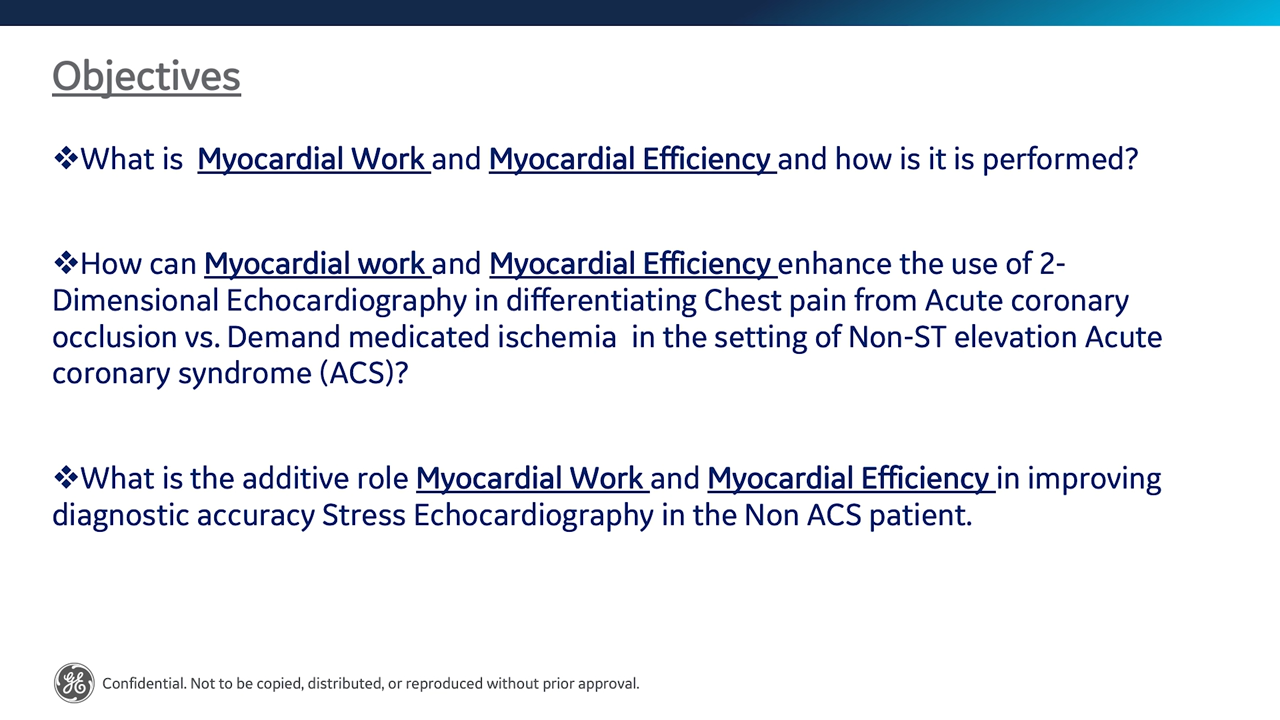 Objectives
❖What is  Myocardial Work and Myocardial Efficiency and how is it is performed?
❖How can Myocardial work and Myocardial Efficiency enhance the use of 2-
Dimensional Echocardiography in differentiating Chest pain from Acute coronary
occlusion vs. Demand medicated ischemia  in the setting of Non-ST elevation Acute
coronary syndrome (ACS)?
❖What is the additive role Myocardial Work and Myocardial Efficiency in improving
diagnostic accuracy Stress Echocardiography in the Non ACS patient.
GE
Confidential. Not to be copied, distributed, or reproduced without prior approval.